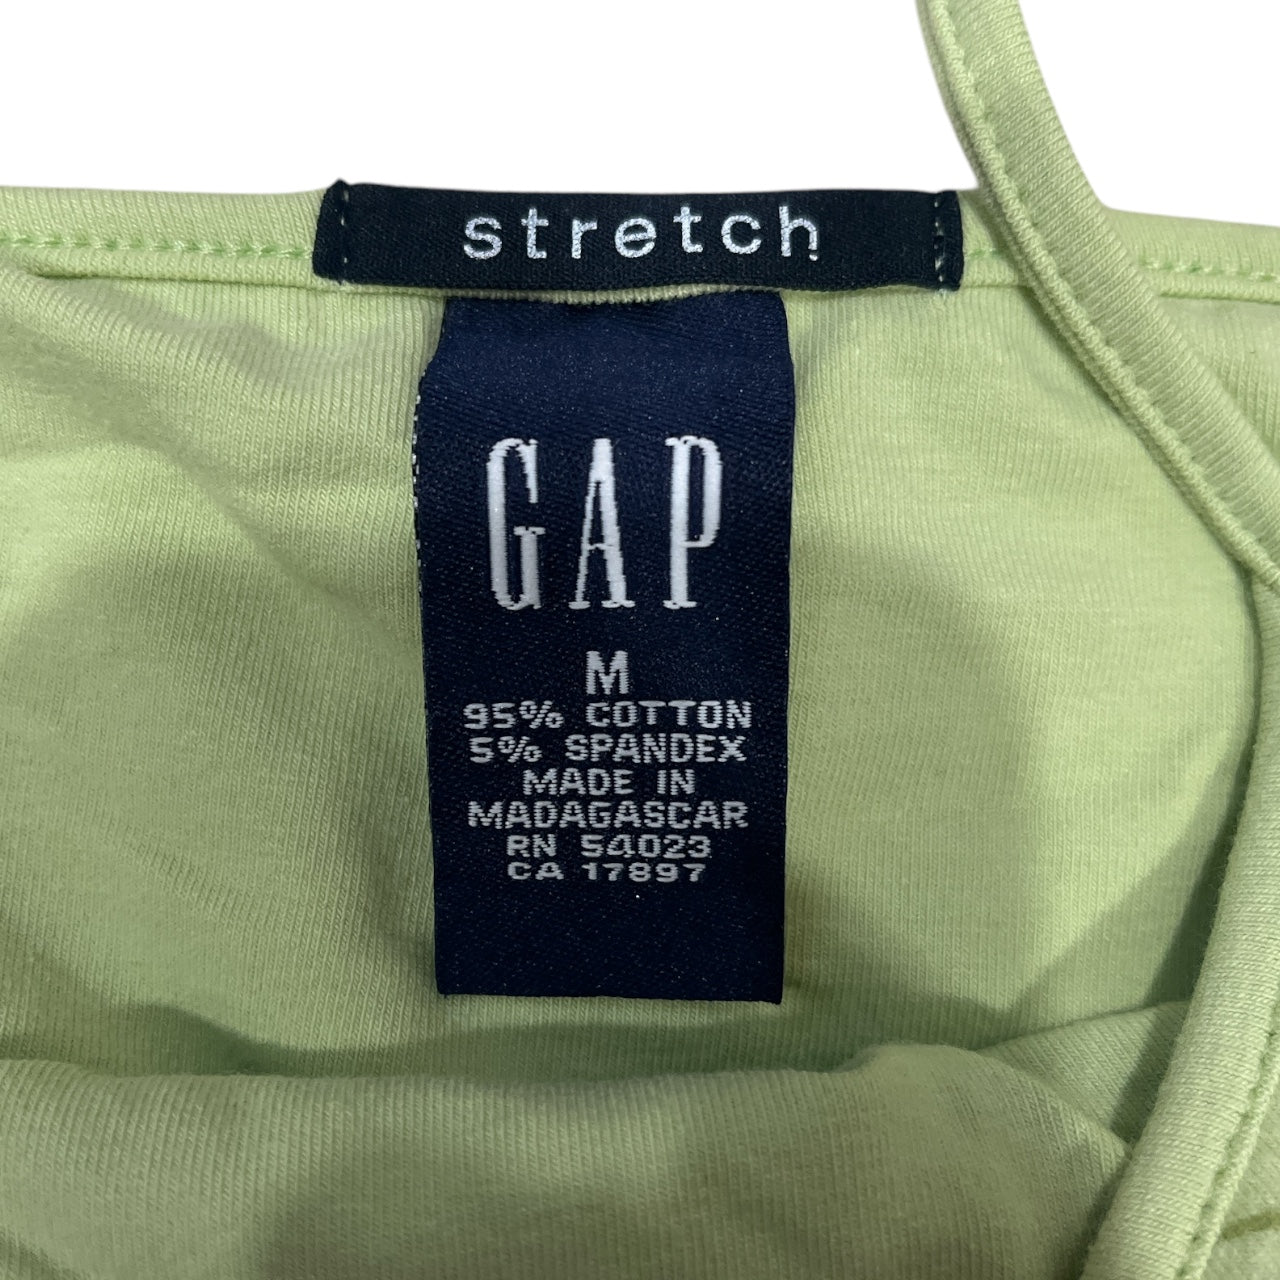 stretch
GAP
M
95% COTTON
5% SPANDEX
MADE IN
MADAGASCAR
RN 54023
CA 17897